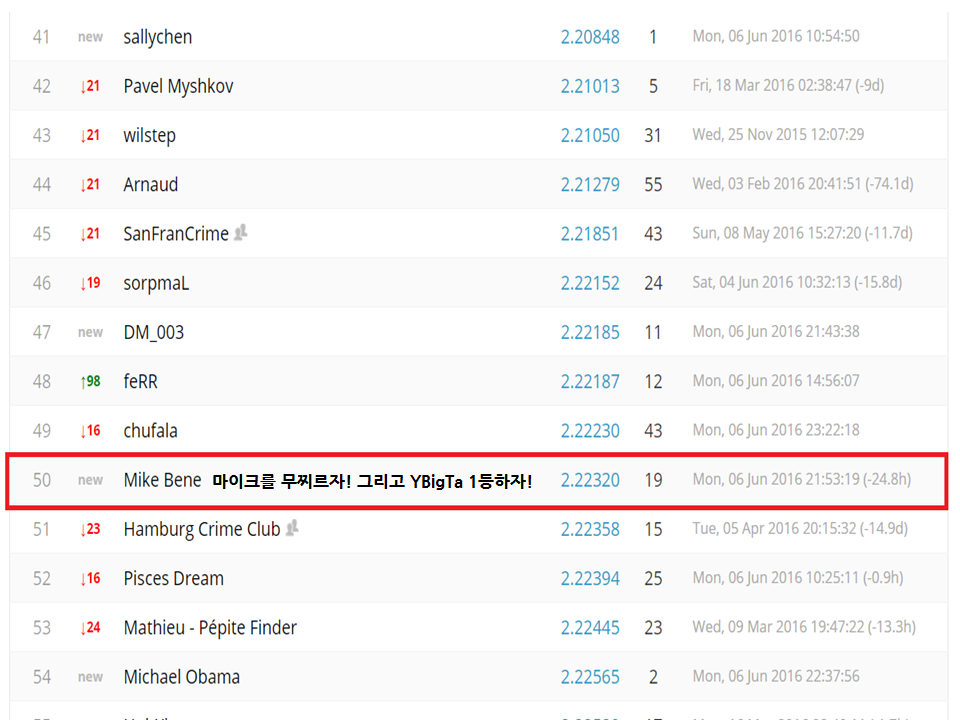 41 new sallychen 2.20848 1 Mon, 06 Jun 2016 10:54:50
42 ↓21 Pavel Myshkov 2.21013 5 Fri, 18 Mar 2016 02:38:47 (-9d)
43 ↓21 wilstep 2.21050 31 Wed, 25 Nov 2015 12:07:29
44 ↓21 Arnaud 2.21279 55 Wed, 03 Feb 2016 20:41:51 (-74.1d)
45 ↓21 SanFranCrime 2.21851 43 Sun, 08 May 2016 15:27:20 (-11.7d)
46 ↓19 sorpmaL 2.22152 24 Sat, 04 Jun 2016 10:32:13 (-15.8d)
47 new DM_003 2.22185 11 Mon, 06 Jun 2016 21:43:38
48 ↑98 feRR 2.22187 12 Mon, 06 Jun 2016 14:56:07
49 ↓16 chufala 2.22230 43 Mon, 06 Jun 2016 23:22:18
50 new Mike Bene 마이크를 무찌르자! 그리고 YBigTa 1등하자! 2.22320 19 Mon, 06 Jun 2016 21:53:19 (-24.8h)
51 ↓23 Hamburg Crime Club 2.22358 15 Tue, 05 Apr 2016 20:15:32 (-14.9d)
52 ↓16 Pisces Dream 2.22394 25 Mon, 06 Jun 2016 10:25:11 (-0.9h)
53 ↓24 Mathieu - Pépite Finder 2.22445 23 Wed, 09 Mar 2016 19:47:22 (-13.3h)
54 new Michael Obama 2.22565 2 Mon, 06 Jun 2016 22:37:56